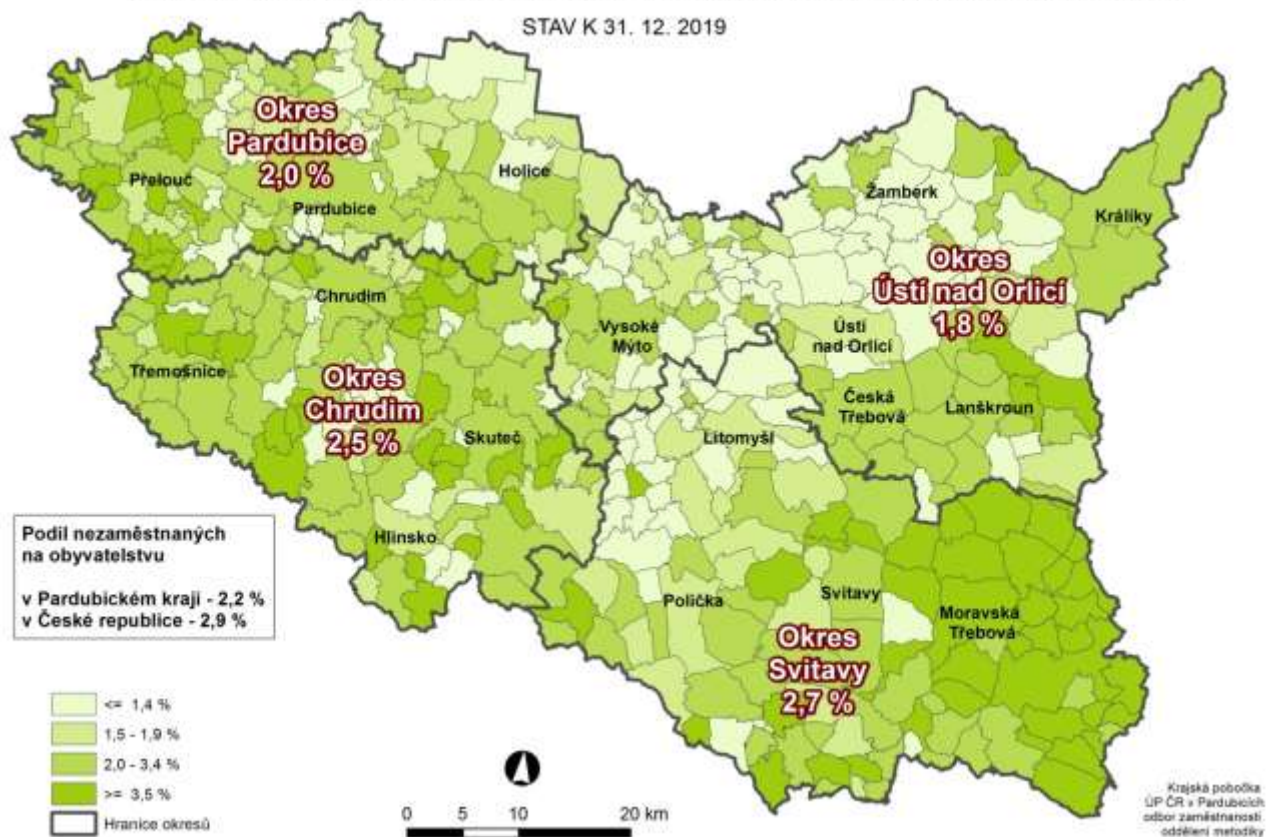 STAV K 31. 12. 2019
Okres
Pardubice
2,0 %
Přelouč
Pardubice
Holice
Žamberk
Králíky
Okres
Ústí nad Orlicí
1,8 %
Chrudim
Vysoké
Mýto
Ústí
nad Orlicí
Třemošnice
Okres
Chrudim
2,5 %
Skuteč
Česká
Třebová
Lanškroun
Litomyšl
Hlinsko
Polička
Svitavy
Moravská
Třebová
Okres
Svitavy
2,7 %
Podíl nezaměstnaných
na obyvatelstvu
v Pardubickém kraji - 2,2 %
v České republice - 2,9 %
<= 1,4 %
1,5 - 1,9 %
2,0 - 3,4 %
>= 3,5 %
Hranice okresů
0 5 10 20 km
Krajská pobočka
ÚP ČR v Pardubicích
odbor zaměstnanosti
oddělení metodiky